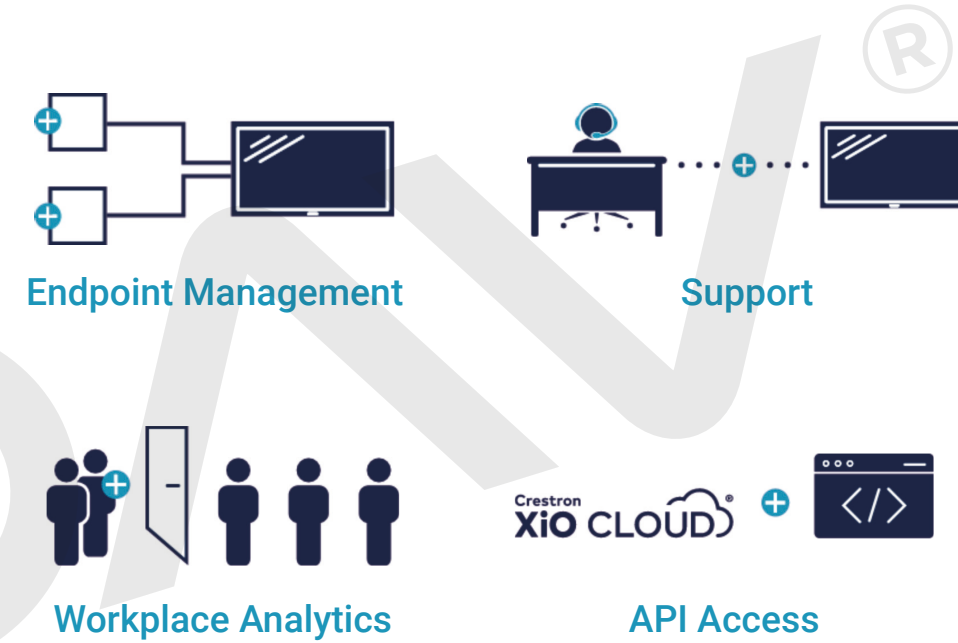 ®
Endpoint Management
Support
Crestron
XiO CLOUD®
</>
Workplace Analytics
API Access